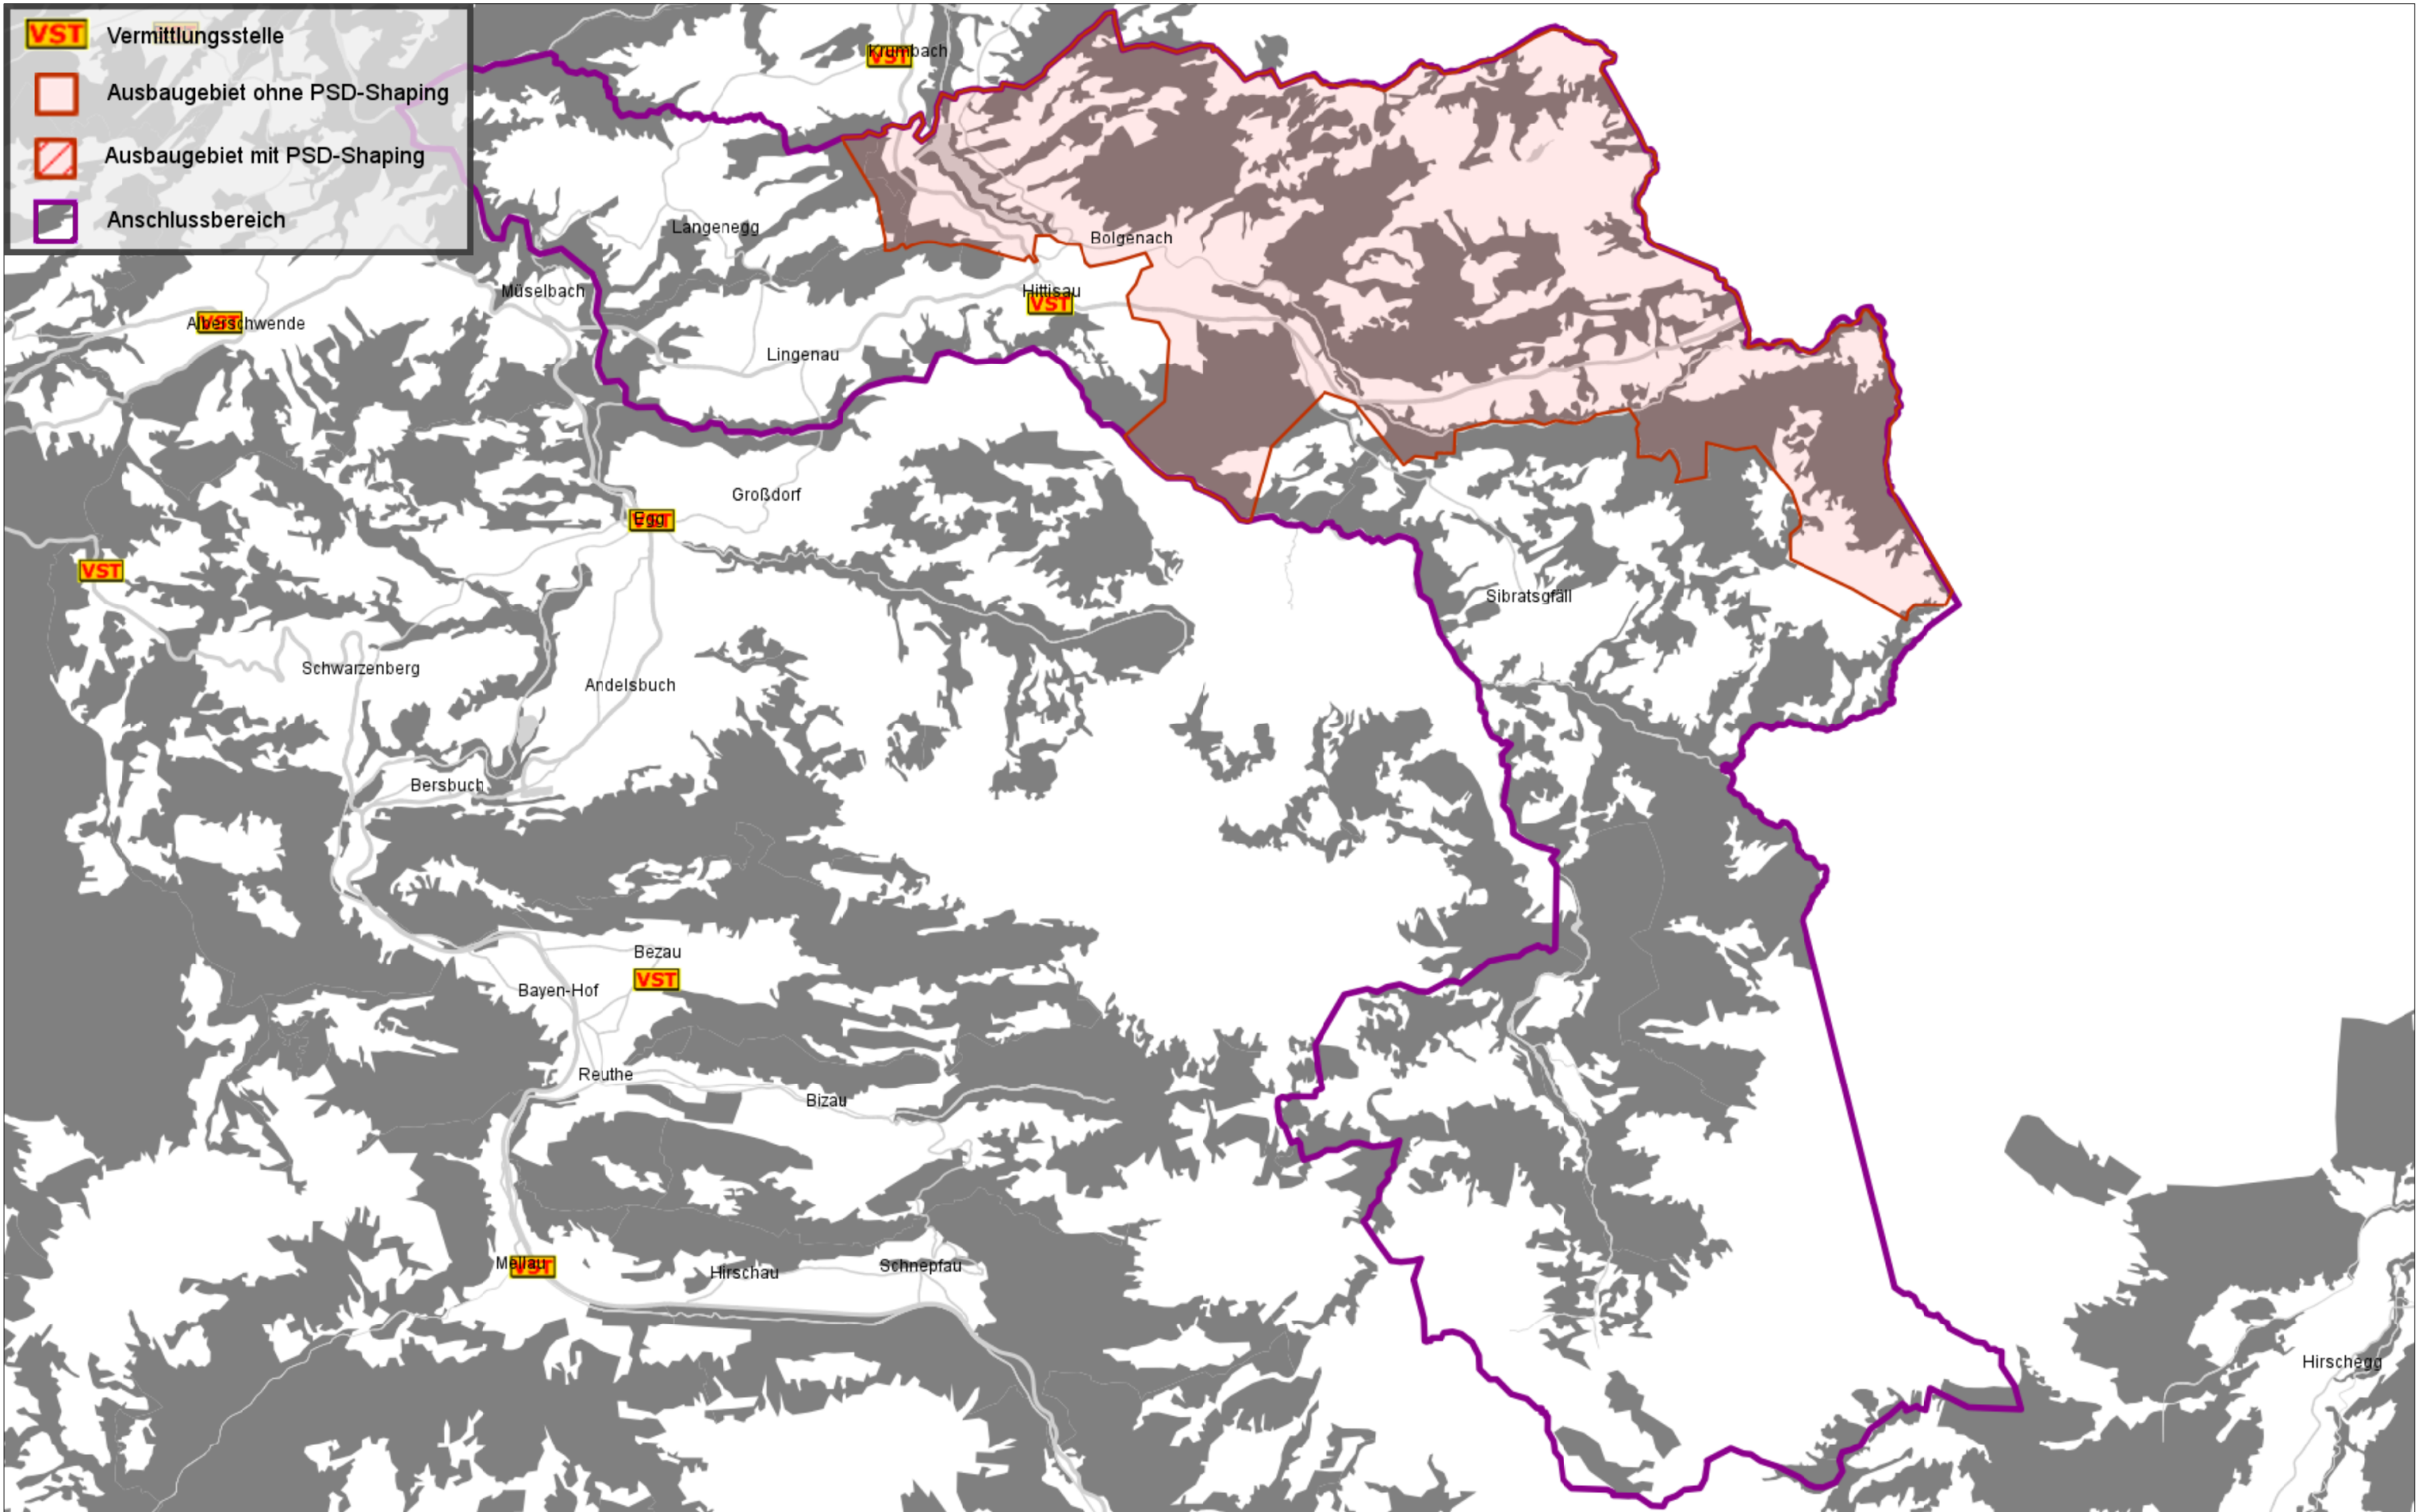 VST Vermittlungsstelle
Ausbaugebiet ohne PSD-Shaping
Ausbaugebiet mit PSD-Shaping
Anschlussbereich
Krumbach
VST
Langenegg
Bolgenach
Müselbach
Hittisau
VST
Alberschwende
VST
Lingenau
Großdorf
Egg
VST
VST
Sibratsgfäll
Schwarzenberg
Andelsbuch
Bersbuch
Bezau
VST
Bayen-Hof
Reuthe
Bizau
Mellau
VST
Hirschau
Schnepfau
Hirschegg